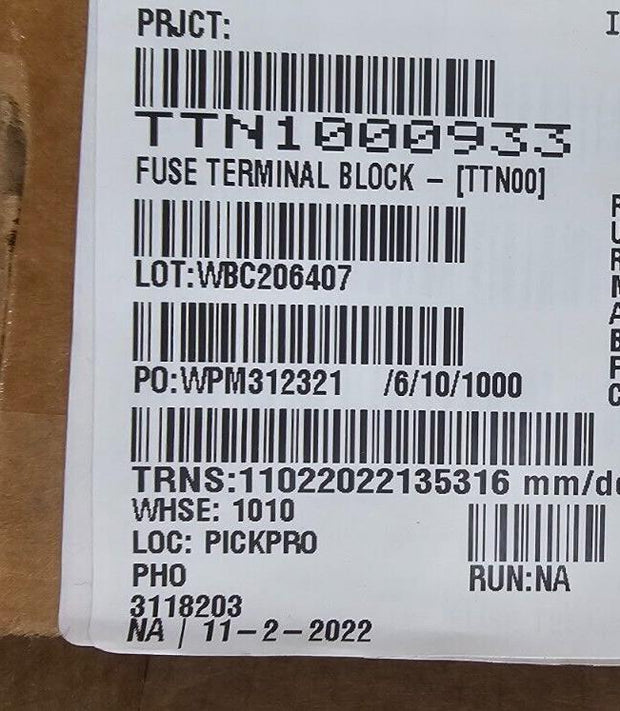 PRJCT:
TTN1000933
FUSE TERMINAL BLOCK – [TTN00]
LOT:WBC206407
PO:WPM312321 /6/10/1000
TRNS:11022022135316 mm/d
WHSE: 1010
LOC: PICKPRO
PHO
RUN:NA
3118203
NA / 11–2–2022